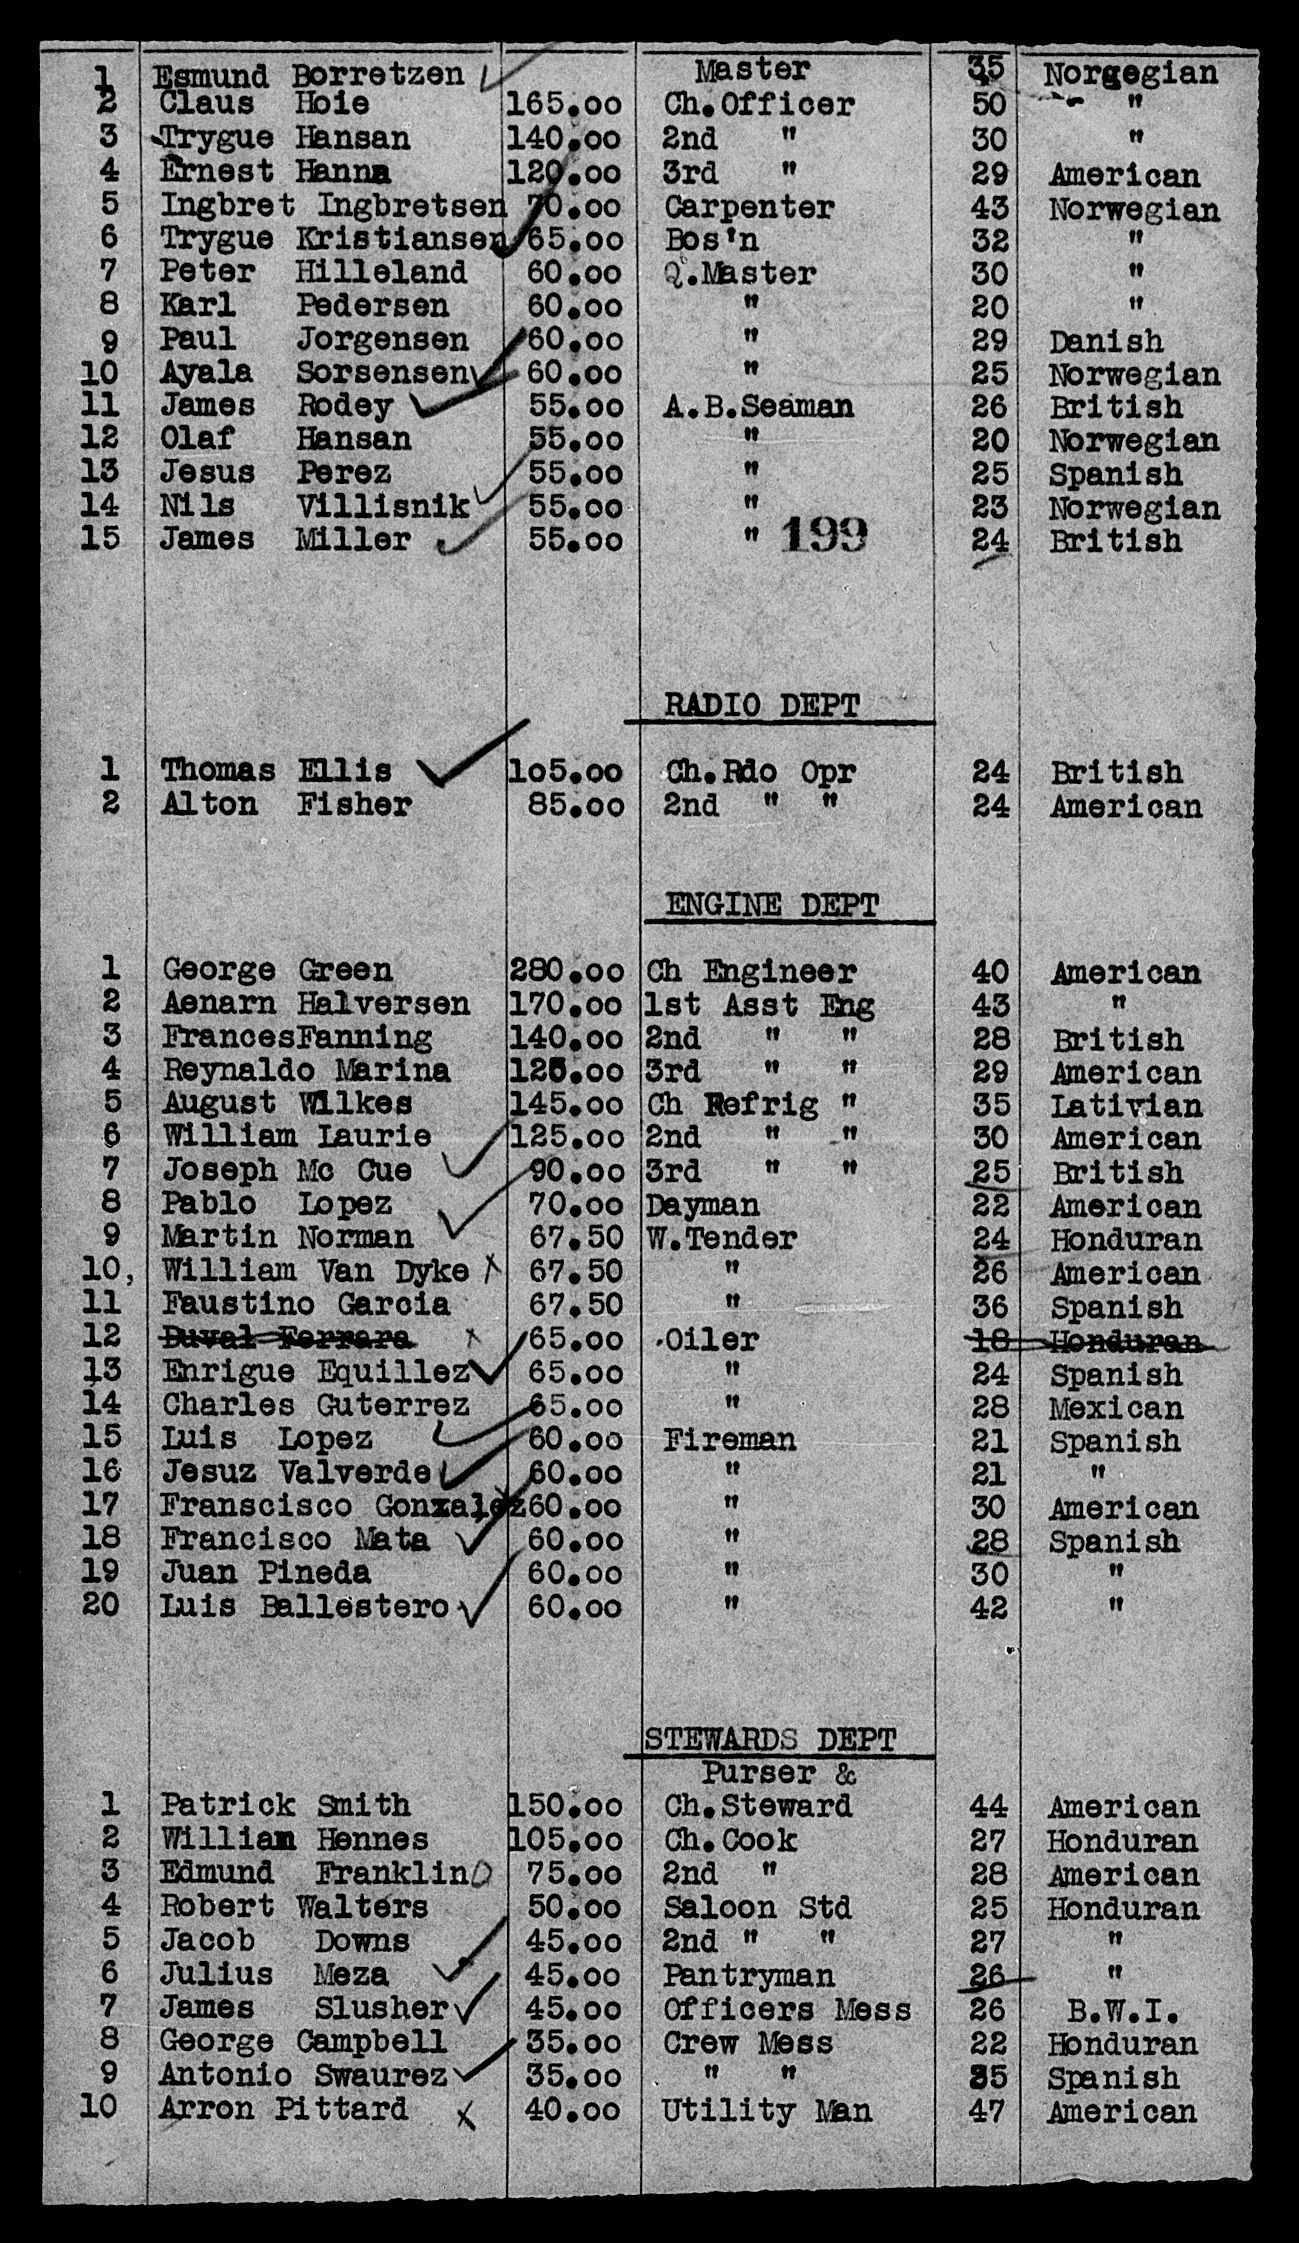 1 Esmund Borretzen Master 35 Norgegian
2 Claus Hoie 165.00 Ch.Officer 50 "
3 Trygue Hansan 140.00 2nd " 30 "
4 Ernest Hanna 120.00 3rd " 29 American
5 Ingbret Ingbretsen 70.00 Carpenter 43 Norwegian
6 Trygue Kristiansen 65.00 Bos'n 32 "
7 Peter Hilleland 60.00 Q.Master 30 "
8 Karl Pedersen 60.00 " 20 "
9 Paul Jorgensen 60.00 " 29 Danish
10 Ayala Sorsensen 60.00 " 25 Norwegian
11 James Rodey 55.00 A.B.Seaman 26 British
12 Olaf Hansan 55.00 " 20 Norwegian
13 Jesus Perez 55.00 " 25 Spanish
14 Nils Villisnik 55.00 " 23 Norwegian
15 James Miller 55.00 " 199 24 British
RADIO DEPT
1 Thomas Ellis 105.00 Ch.Rdo Opr 24 British
2 Alton Fisher 85.00 2nd " " 24 American
ENGINE DEPT
1 George Green 280.00 Ch Engineer 40 American
2 Aenarn Halversen 170.00 1st Asst Eng 43 "
3 FrancesFanning 140.00 2nd " " 28 British
4 Reynaldo Marina 125.00 3rd " " 29 American
5 August Wilkes 145.00 Ch Refrig " 35 Lativian
6 William Laurie 125.00 2nd " " 30 American
7 Joseph Mc Cue 90.00 3rd " " 25 British
8 Pablo Lopez 70.00 Dayman 22 American
9 Martin Norman 67.50 W.Tender 24 Honduran
10, William Van Dyke 67.50 " 26 American
11 Faustino Garcia 67.50 " 36 Spanish
12 Duval Ferrara 65.00 Oiler 18 Honduran
13 Enrigue Equillez 65.00 " 24 Spanish
14 Charles Guterrez 65.00 " 28 Mexican
15 Luis Lopez 60.00 Fireman 21 Spanish
16 Jesuz Valverde 60.00 " 21 "
17 Franscisco Gonzalez 60.00 " 30 American
18 Francisco Mata 60.00 " 28 Spanish
19 Juan Pineda 60.00 " 30 "
20 Luis Ballestero 60.00 " 42 "
STEWARDS DEPT
Purser &
1 Patrick Smith 150.00 Ch.Steward 44 American
2 William Hennes 105.00 Ch.Cook 27 Honduran
3 Edmund Franklin 75.00 2nd " 28 American
4 Robert Walters 50.00 Saloon Std 25 Honduran
5 Jacob Downs 45.00 2nd " " 27 "
6 Julius Meza 45.00 Pantryman 26 "
7 James Slusher 45.00 Officers Mess 26 B.W.I.
8 George Campbell 35.00 Crew Mess 22 Honduran
9 Antonio Swaurez 35.00 " " 35 Spanish
10 Arron Pittard 40.00 Utility Man 47 American